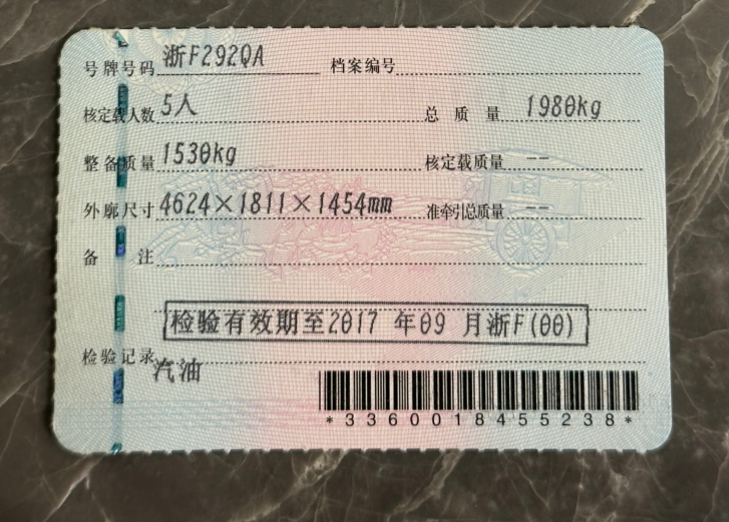 号牌号码 浙F292QA 档案编号
核定载人数 5人 总质量 1980kg
整备质量 1530kg 核定载质量 --
外廓尺寸 4624×1811×1454mm 准牵引总质量 --
备注
检验有效期至2017 年09 月浙F(00)
检验记录
汽油
*3360018455238*